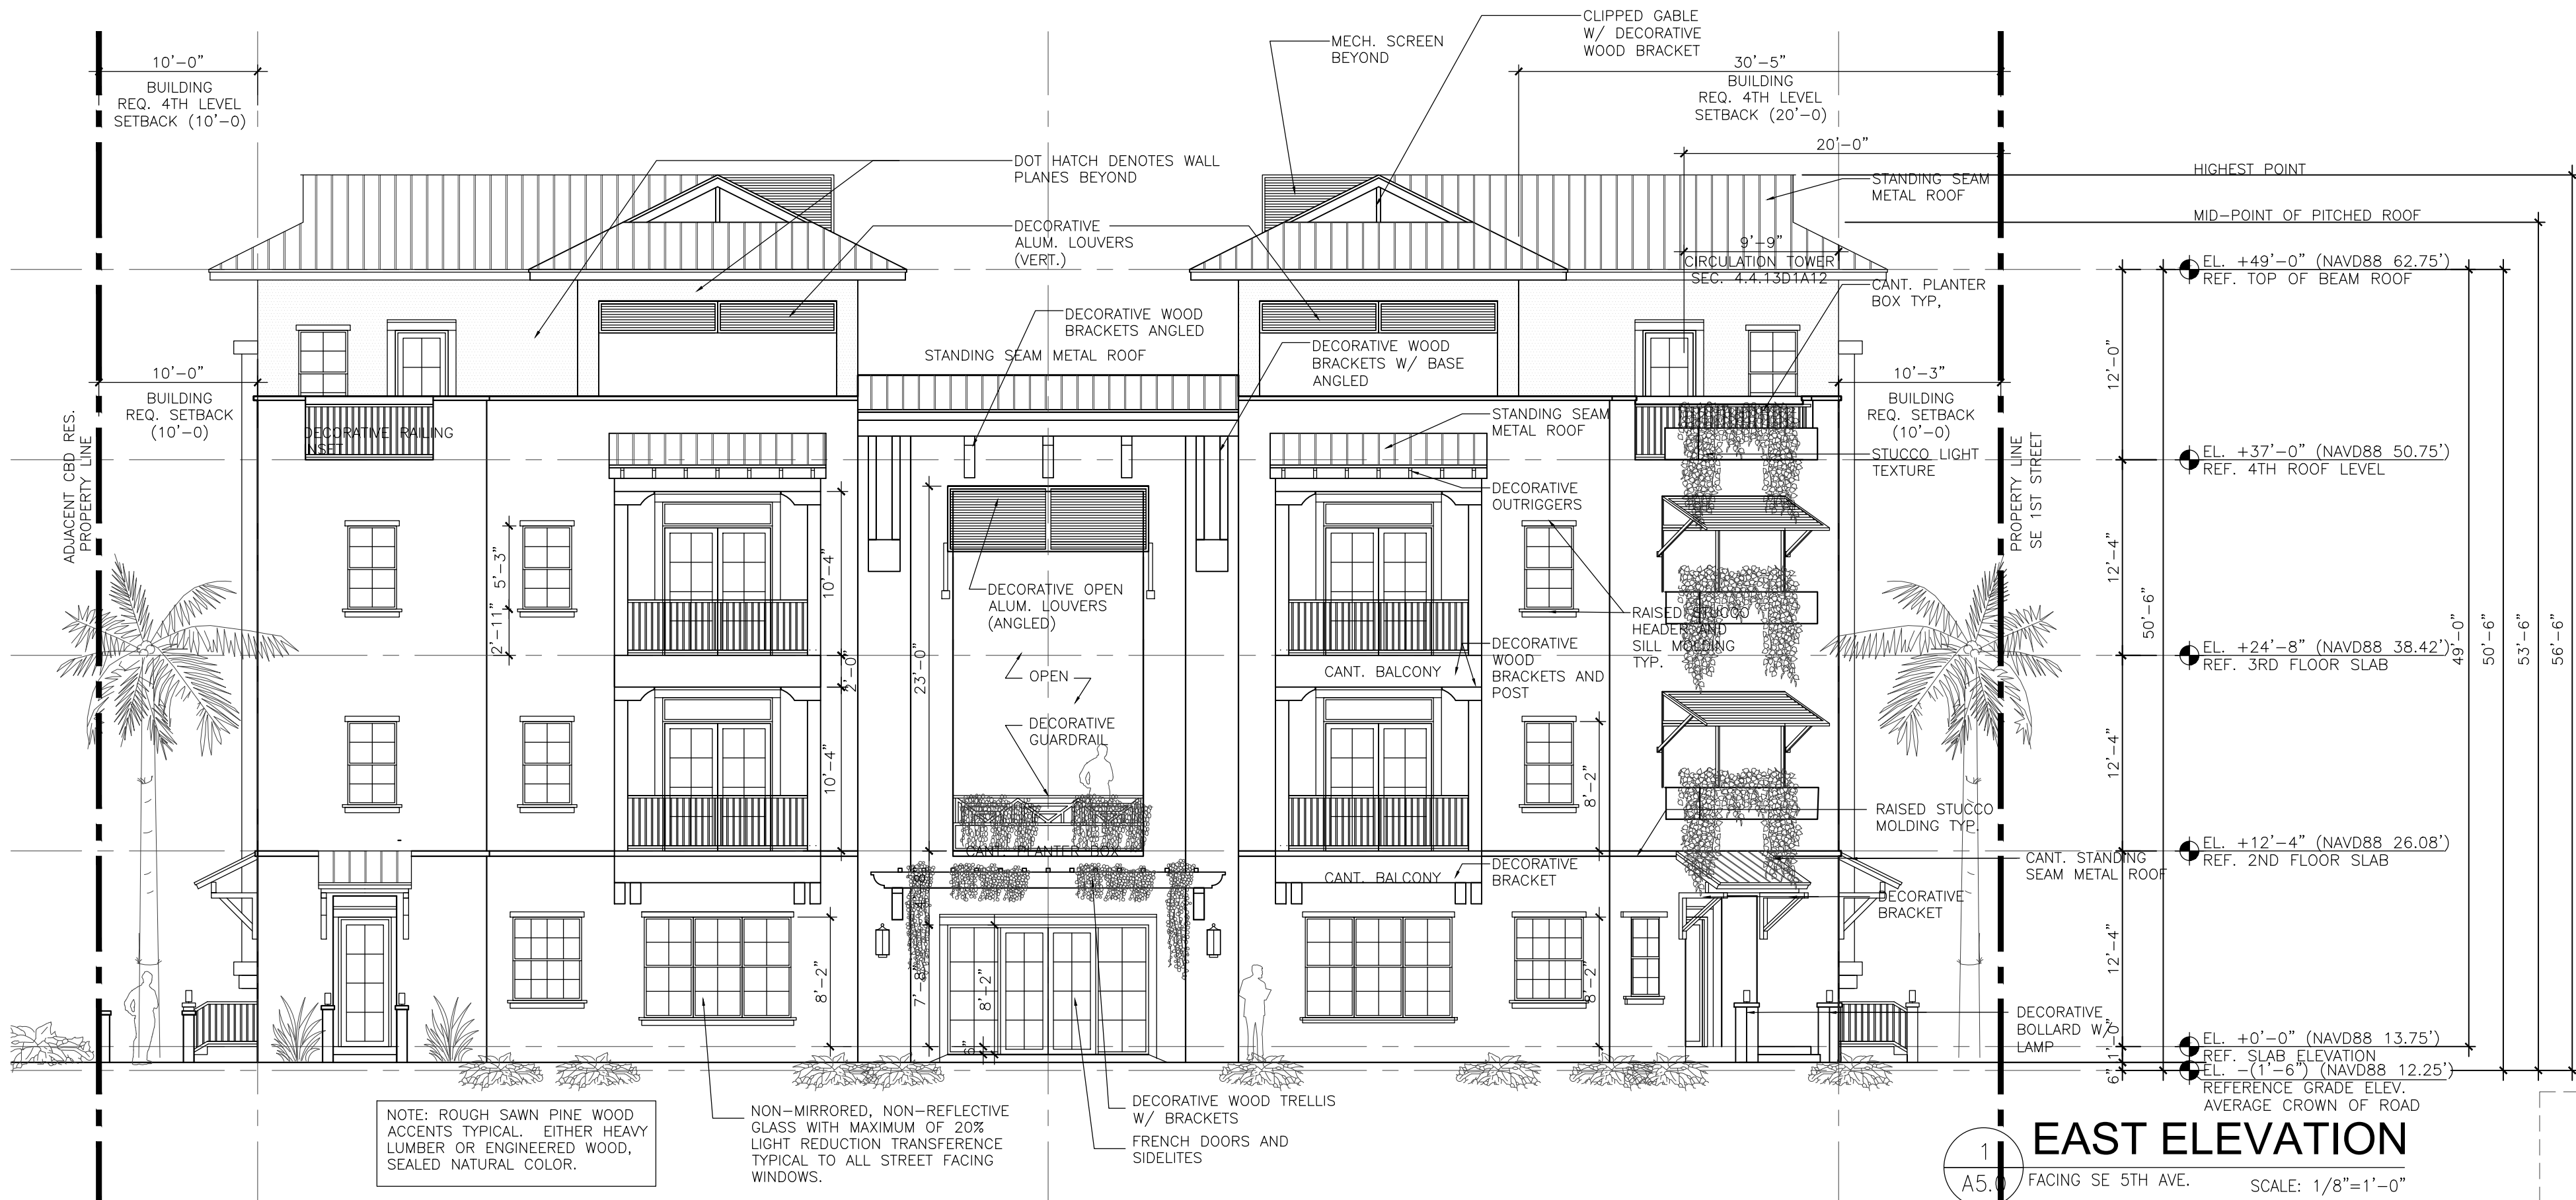 CLIPPED GABLE
W/ DECORATIVE
WOOD BRACKET
MECH. SCREEN
BEYOND
10'-0"
BUILDING
REQ. 4TH LEVEL
SETBACK (10'-0)
30'-5"
BUILDING
REQ. 4TH LEVEL
SETBACK (20'-0)
20'-0"
DOT HATCH DENOTES WALL
PLANES BEYOND
HIGHEST POINT
STANDING SEAM
METAL ROOF
MID-POINT OF PITCHED ROOF
DECORATIVE
ALUM. LOUVERS
(VERT.)
9'-9"
CIRCULATION TOWER
SEC. 4.4.13D1A12
EL. +49'-0" (NAVD88 62.75')
REF. TOP OF BEAM ROOF
CANT. PLANTER
BOX TYP,
DECORATIVE WOOD
BRACKETS ANGLED
STANDING SEAM METAL ROOF
DECORATIVE WOOD
BRACKETS W/ BASE
ANGLED
10'-0"
BUILDING
REQ. SETBACK
(10'-0)
10'-3"
BUILDING
REQ. SETBACK
(10'-0)
12'-0"
DECORATIVE RAILING
INSET
STANDING SEAM
METAL ROOF
STUCCO LIGHT
TEXTURE
EL. +37'-0" (NAVD88 50.75')
REF. 4TH ROOF LEVEL
ADJACENT CBD RES.
PROPERTY LINE
PROPERTY LINE
SE 1ST STREET
DECORATIVE
OUTRIGGERS
5'-3"
2'-11"
10'-4"
2'-0"
10'-4"
23'-0"
DECORATIVE OPEN
ALUM. LOUVERS
(ANGLED)
RAISED STUCCO
HEADER AND
SILL MOLDING
TYP.
DECORATIVE
WOOD
BRACKETS AND
POST
CANT. BALCONY
OPEN
DECORATIVE
GUARDRAIL
12'-4"
50'-6"
49'-0"
50'-6"
53'-6"
56'-6"
EL. +24'-8" (NAVD88 38.42')
REF. 3RD FLOOR SLAB
12'-4"
8'-2"
RAISED STUCCO
MOLDING TYP.
CANT. PLANTER BOX
EL. +12'-4" (NAVD88 26.08')
REF. 2ND FLOOR SLAB
CANT. BALCONY
DECORATIVE
BRACKET
CANT. STANDING
SEAM METAL ROOF
DECORATIVE
BRACKET
12'-4"
8'-2"
7'-8"
8'-2"
6"
8'-2"
DECORATIVE
BOLLARD W/
LAMP
1'-0"
6"
EL. +0'-0" (NAVD88 13.75')
REF. SLAB ELEVATION
EL. -(1'-6") (NAVD88 12.25')
REFERENCE GRADE ELEV.
AVERAGE CROWN OF ROAD
NOTE: ROUGH SAWN PINE WOOD
ACCENTS TYPICAL. EITHER HEAVY
LUMBER OR ENGINEERED WOOD,
SEALED NATURAL COLOR.
NON-MIRRORED, NON-REFLECTIVE
GLASS WITH MAXIMUM OF 20%
LIGHT REDUCTION TRANSFERENCE
TYPICAL TO ALL STREET FACING
WINDOWS.
DECORATIVE WOOD TRELLIS
W/ BRACKETS
FRENCH DOORS AND
SIDELITES
1
A5.0
EAST ELEVATION
FACING SE 5TH AVE.
SCALE: 1/8"=1'-0"